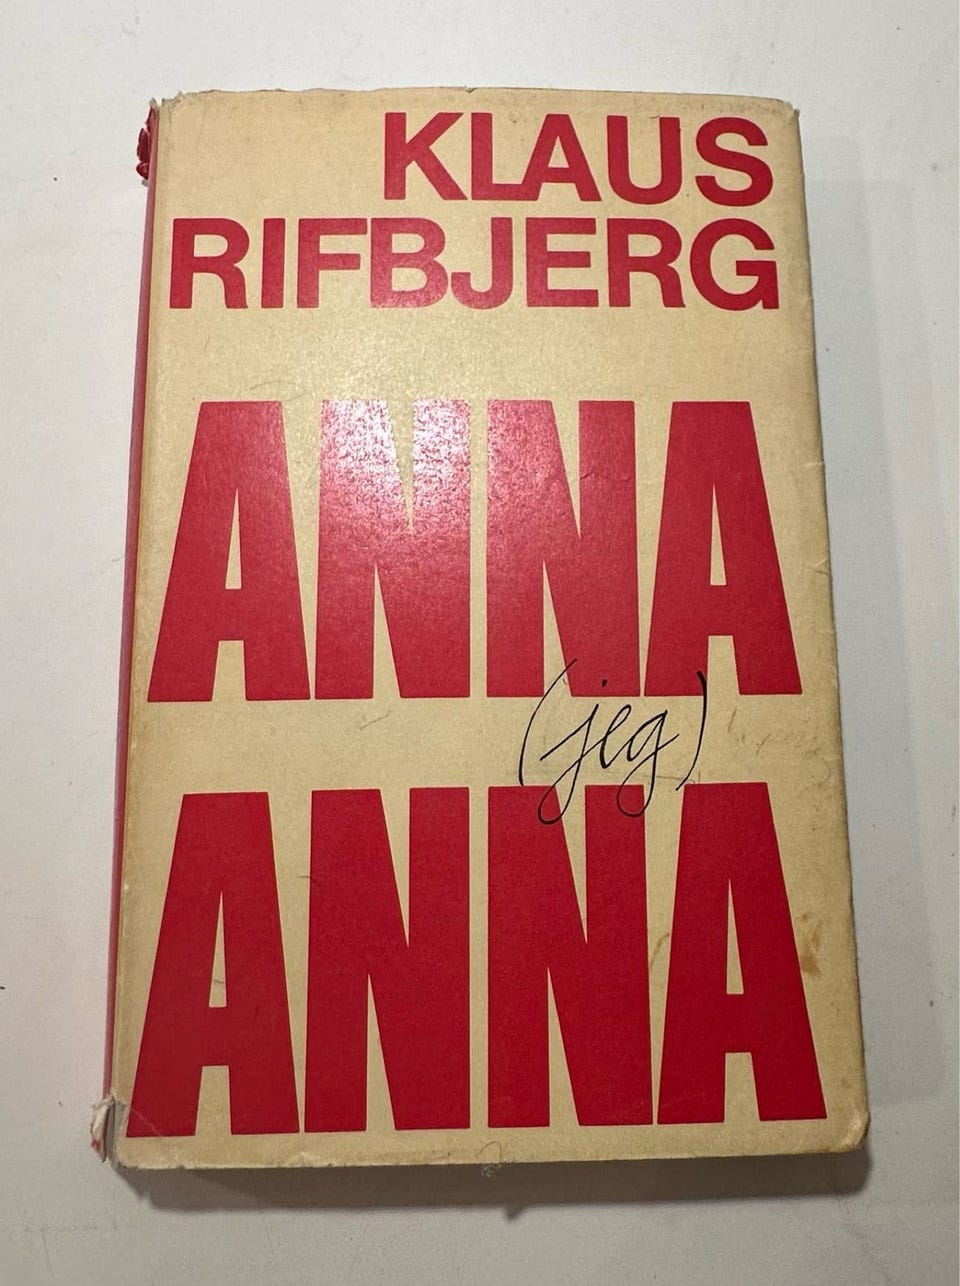 KLAUS
RIFBJERG
ANNA
(jeg)
ANNA